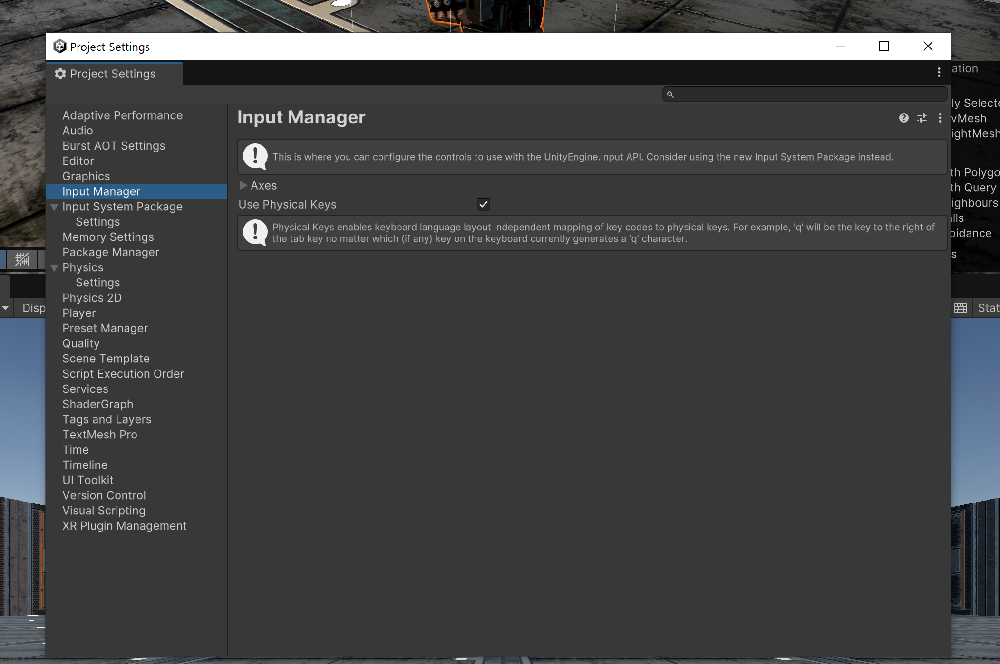 Project Settings
Project Settings
Adaptive Performance
Audio
Burst AOT Settings
Editor
Graphics
Input Manager
Input System Package
Settings
Memory Settings
Package Manager
Physics
Settings
Physics 2D
Player
Preset Manager
Quality
Scene Template
Script Execution Order
Services
ShaderGraph
Tags and Layers
TextMesh Pro
Time
Timeline
UI Toolkit
Version Control
Visual Scripting
XR Plugin Management
Input Manager
This is where you can configure the controls to use with the UnityEngine.Input API. Consider using the new Input System Package instead.
Axes
Use Physical Keys
Physical Keys enables keyboard language layout independent mapping of key codes to physical keys. For example, 'q' will be the key to the right of
the tab key no matter which (if any) key on the keyboard currently generates a 'q' character.
Disp
ation
ly Selecte
vMesh
ightMesh
th Polygo
th Query
ighbours
alls
oidance
s
Stat